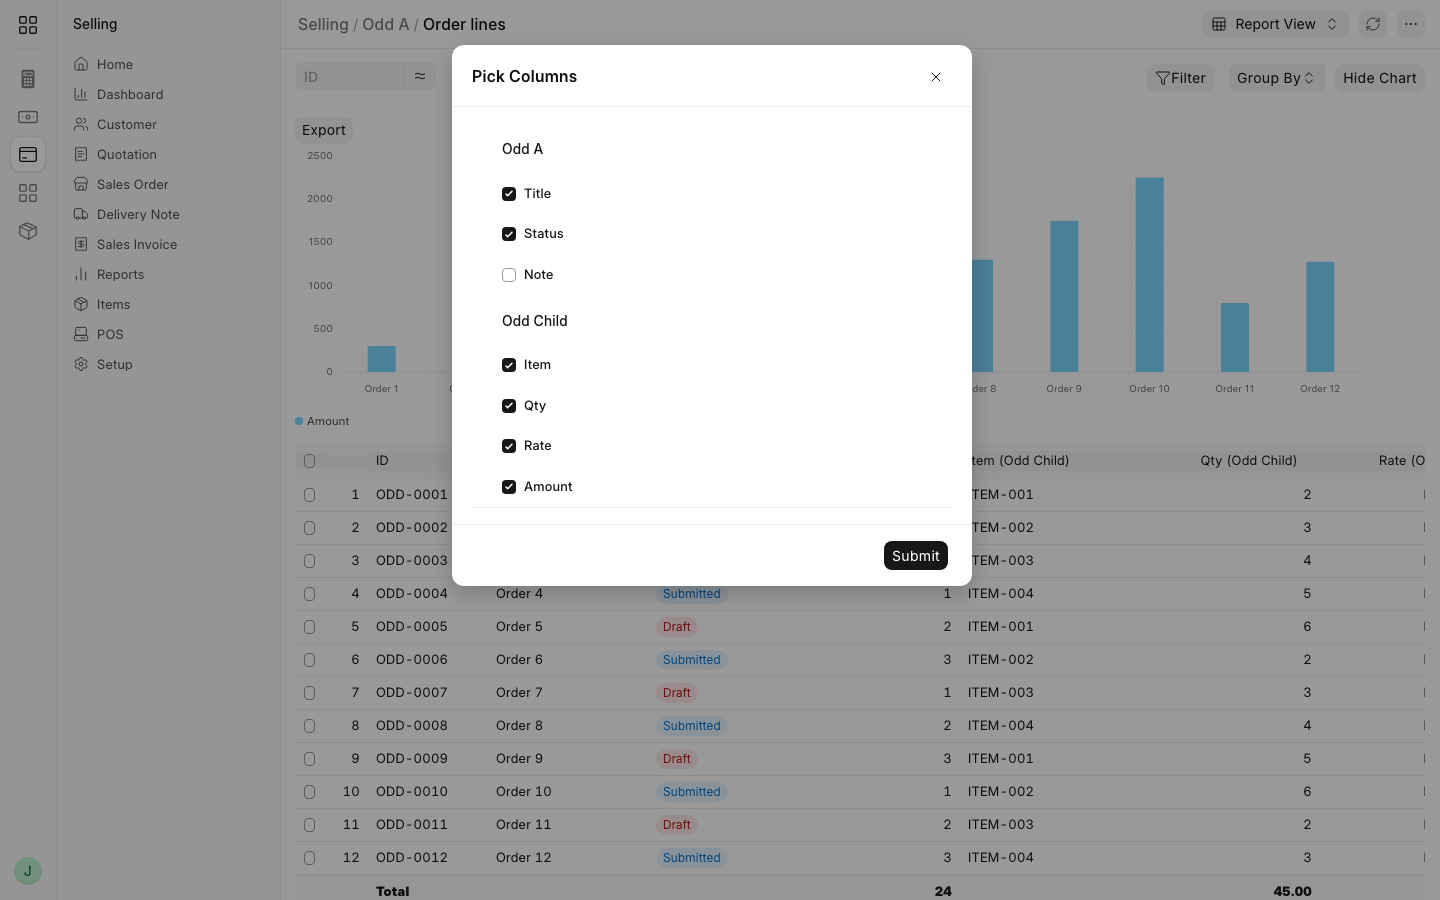 Selling
Selling / Odd A / Order lines
Report View
Home
Dashboard
Customer
Quotation
Sales Order
Delivery Note
Sales Invoice
Reports
Items
POS
Setup
J
ID
≈
Filter
Group By
Hide Chart
Export
2500
2000
1500
1000
500
0
Order 1
der 8
Order 9
Order 10
Order 11
Order 12
Amount
Pick Columns
Odd A
Title
Status
Note
Odd Child
Item
Qty
Rate
Amount
Submit
ID
tem (Odd Child)
Qty (Odd Child)
Rate (O
1 ODD-0001 ITEM-001 2
2 ODD-0002 ITEM-002 3
3 ODD-0003 ITEM-003 4
4 ODD-0004 Order 4 Submitted 1 ITEM-004 5
5 ODD-0005 Order 5 Draft 2 ITEM-001 6
6 ODD-0006 Order 6 Submitted 3 ITEM-002 2
7 ODD-0007 Order 7 Draft 1 ITEM-003 3
8 ODD-0008 Order 8 Submitted 2 ITEM-004 4
9 ODD-0009 Order 9 Draft 3 ITEM-001 5
10 ODD-0010 Order 10 Submitted 1 ITEM-002 6
11 ODD-0011 Order 11 Draft 2 ITEM-003 2
12 ODD-0012 Order 12 Submitted 3 ITEM-004 3
Total 24 45.00